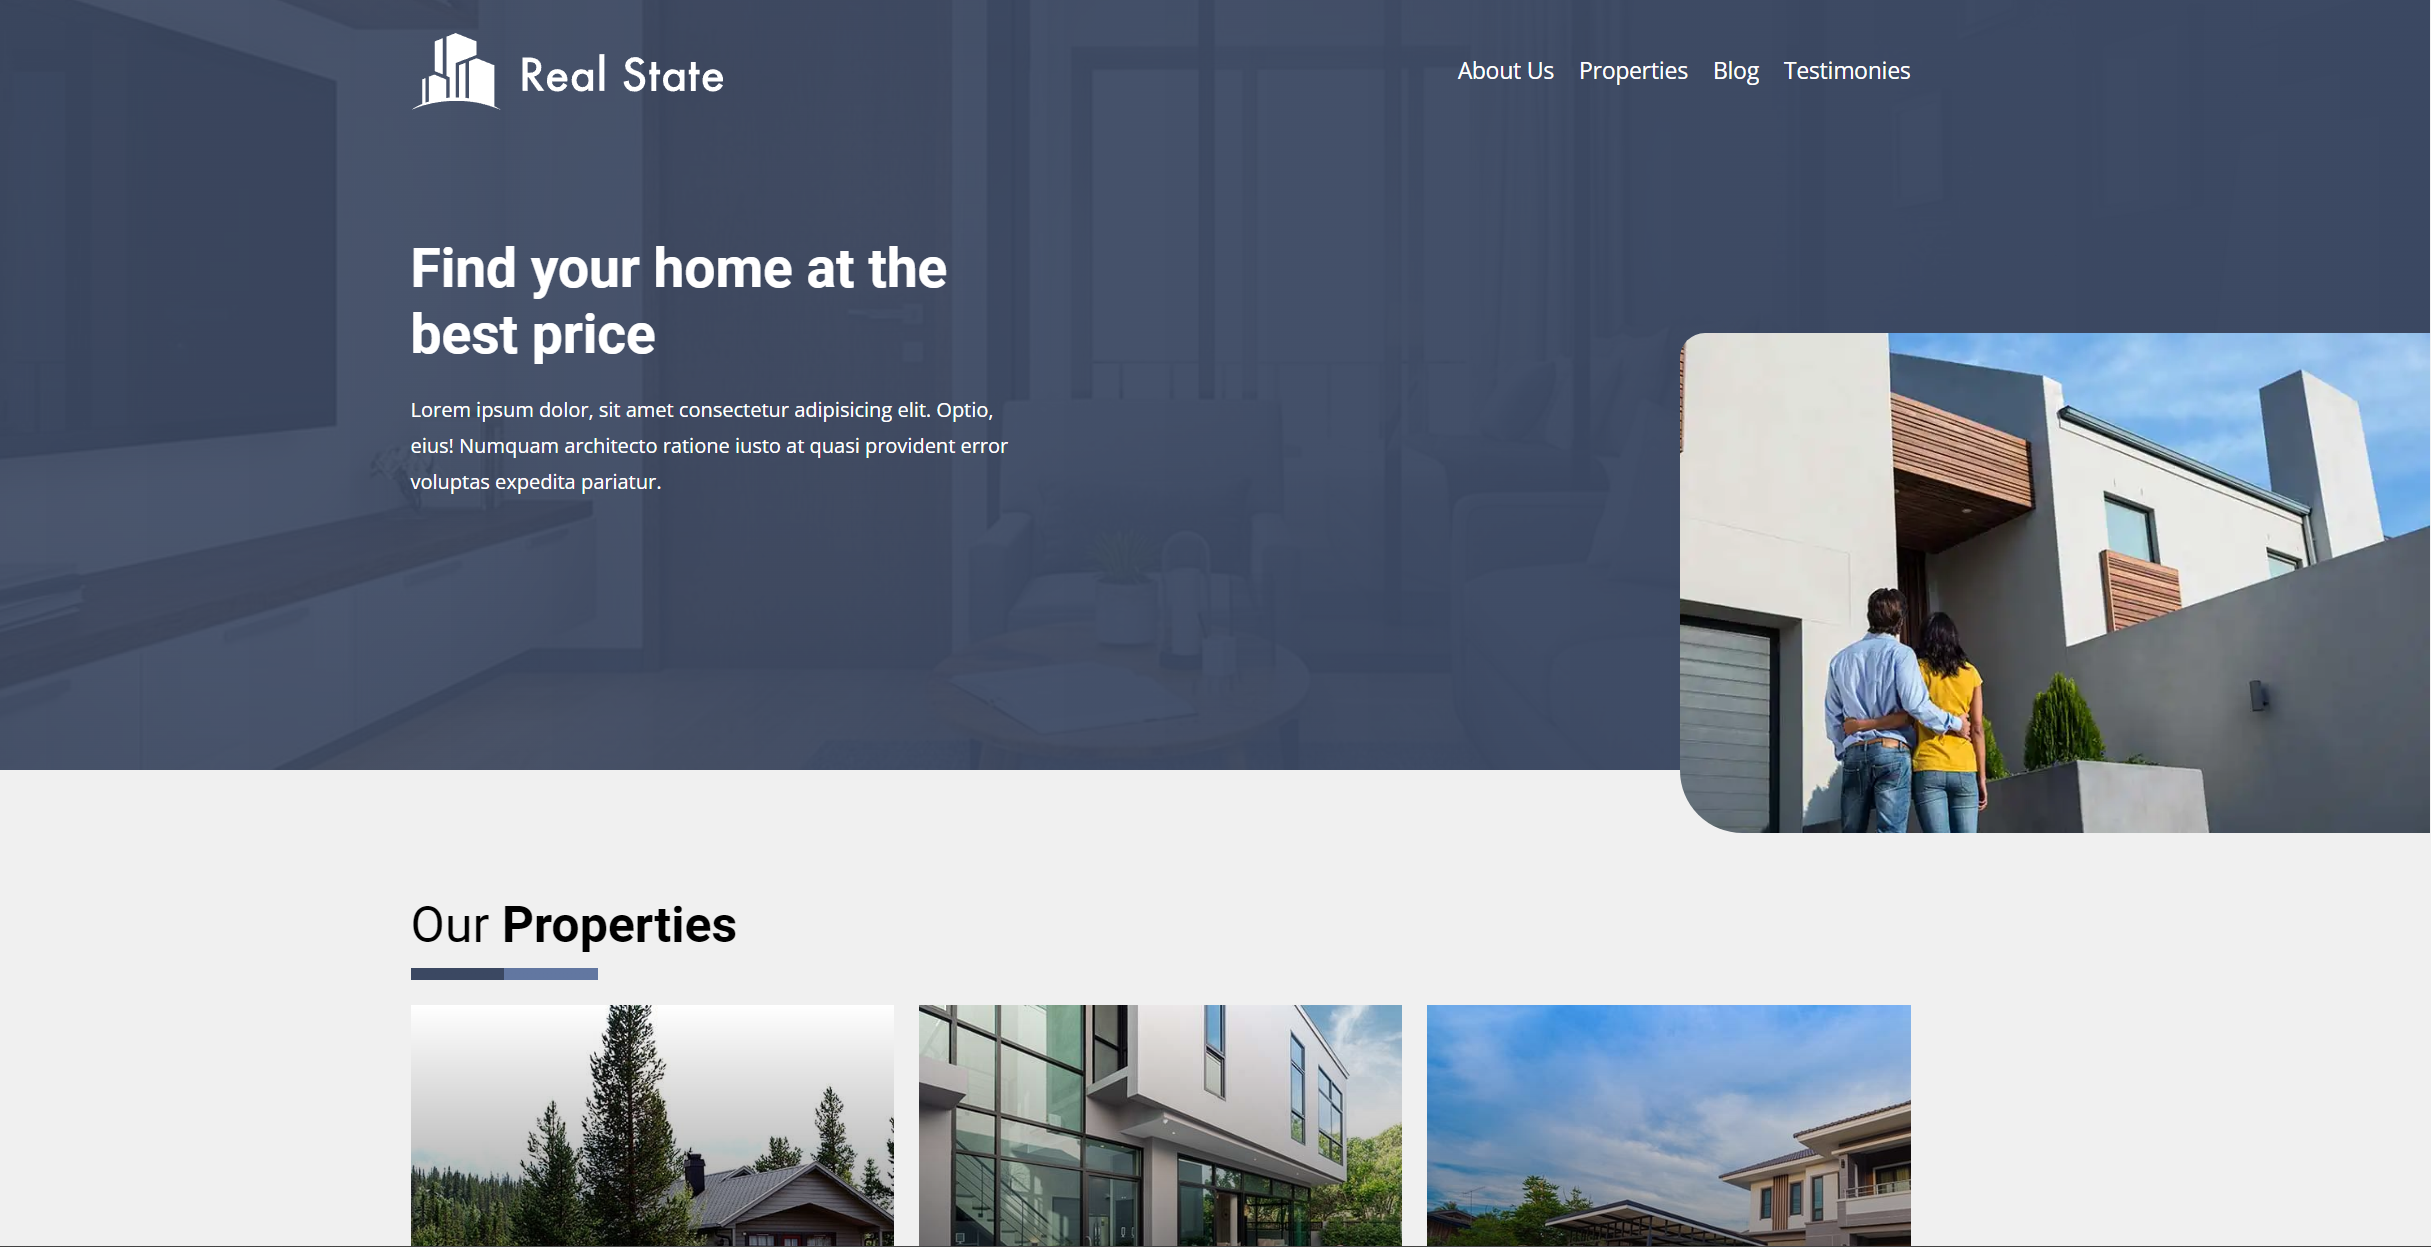 Real State
About Us Properties Blog Testimonies
Find your home at the
best price
Lorem ipsum dolor, sit amet consectetur adipisicing elit. Optio,
eius! Numquam architecto ratione iusto at quasi provident error
voluptas expedita pariatur.
Our Properties